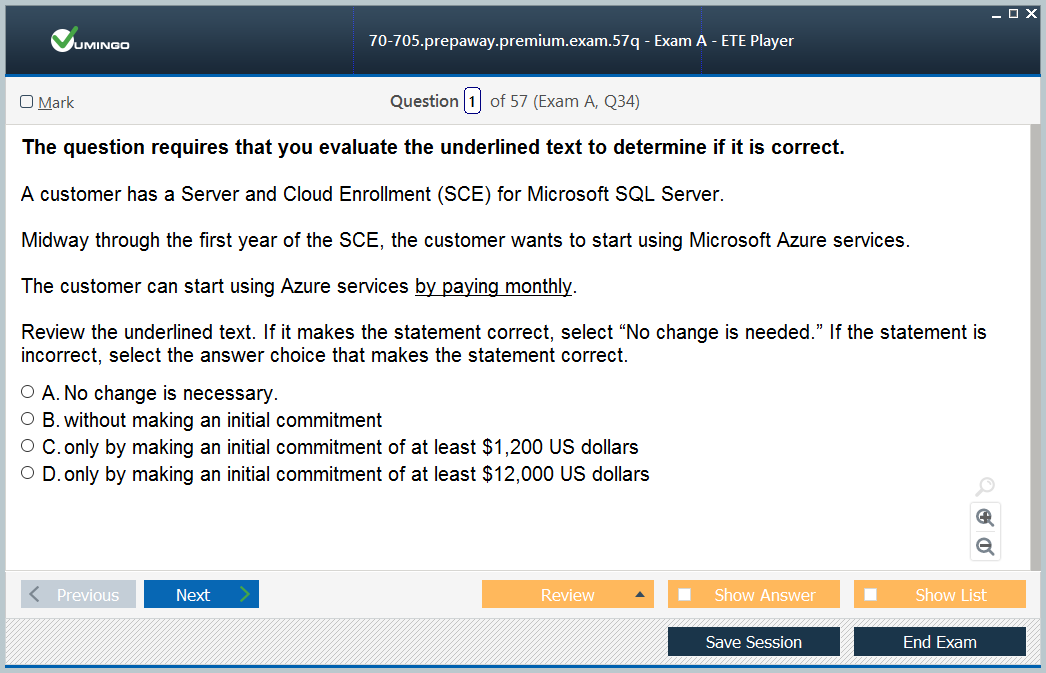 VUMINGO
70-705.prepaway.premium.exam.57q - Exam A - ETE Player
Mark
Question 1 of 57 (Exam A, Q34)
The question requires that you evaluate the underlined text to determine if it is correct.
A customer has a Server and Cloud Enrollment (SCE) for Microsoft SQL Server.
Midway through the first year of the SCE, the customer wants to start using Microsoft Azure services.
The customer can start using Azure services by paying monthly.
Review the underlined text. If it makes the statement correct, select “No change is needed.” If the statement is
incorrect, select the answer choice that makes the statement correct.
A. No change is necessary.
B. without making an initial commitment
C. only by making an initial commitment of at least $1,200 US dollars
D. only by making an initial commitment of at least $12,000 US dollars
Previous
Next
Review
Show Answer
Show List
Save Session
End Exam